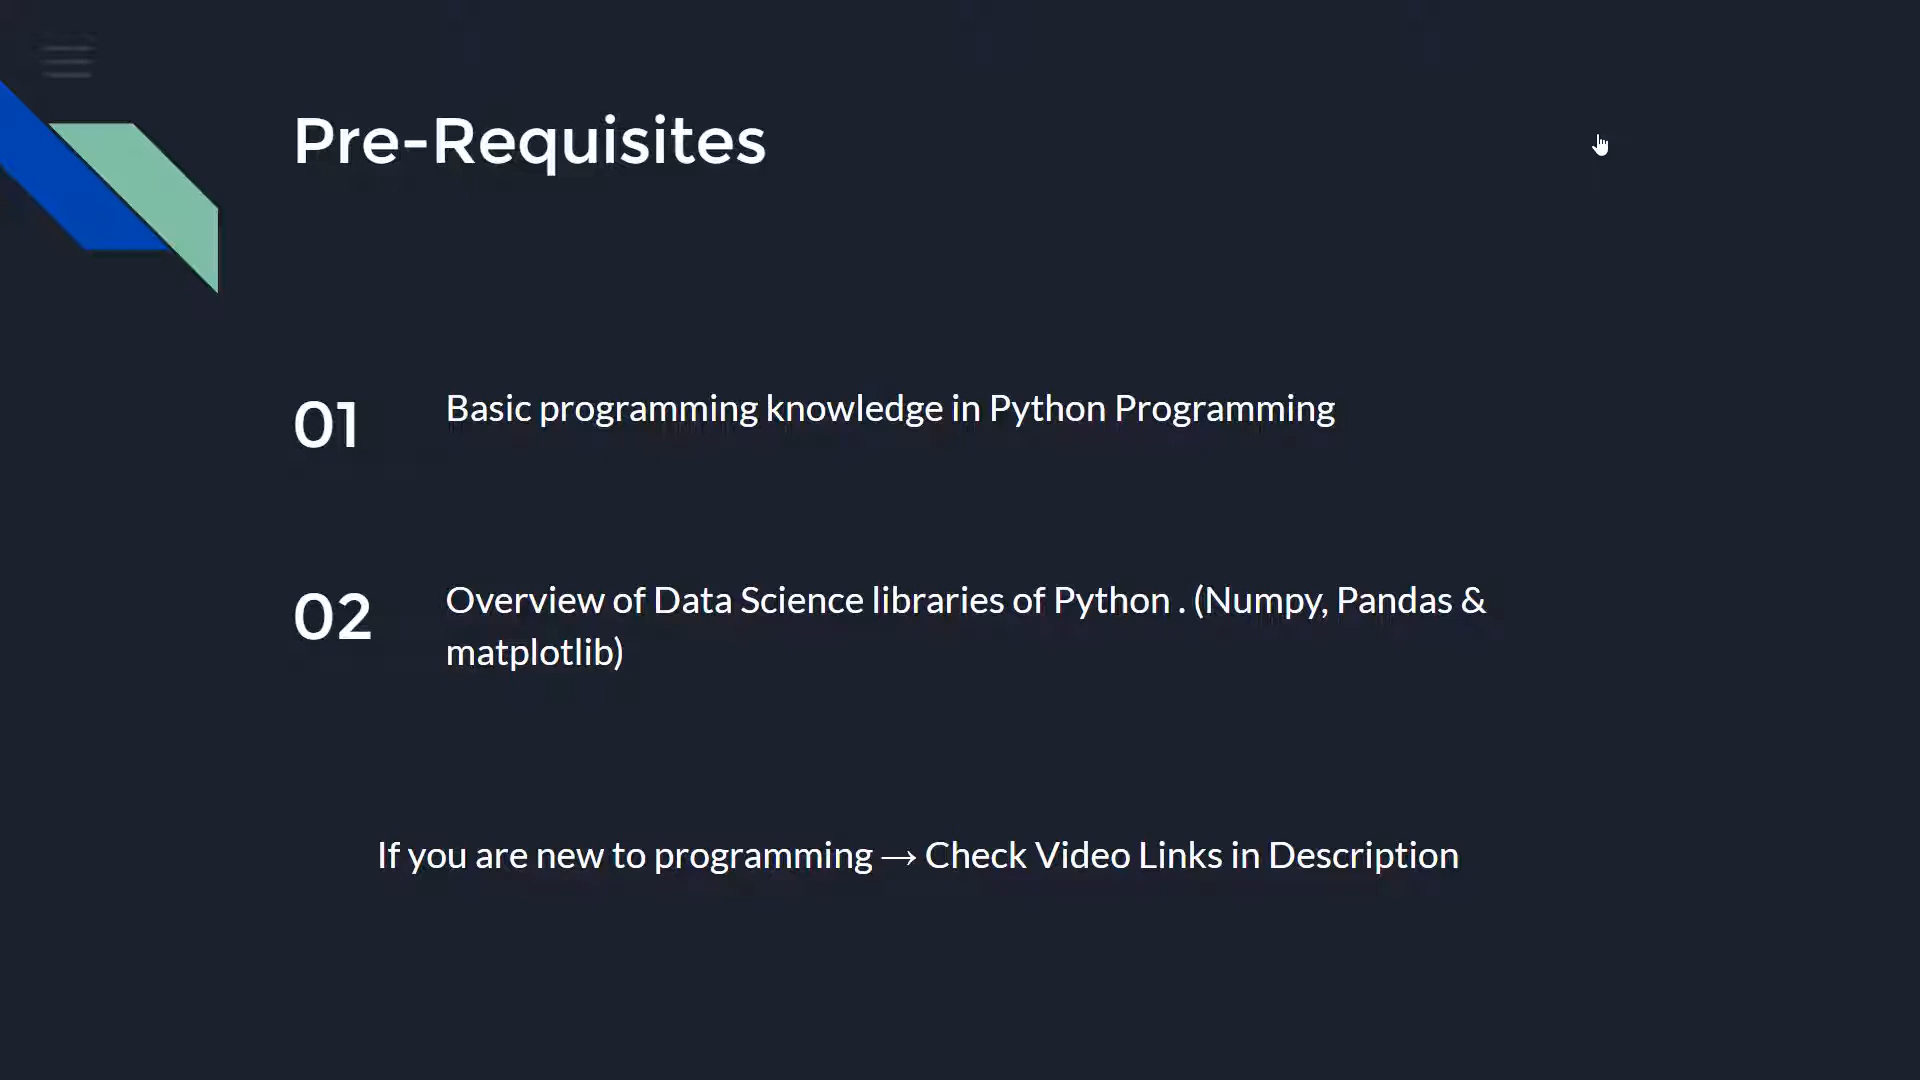 Pre-Requisites
01
Basic programming knowledge in Python Programming
02
Overview of Data Science libraries of Python . (Numpy, Pandas &
matplotlib)
If you are new to programming → Check Video Links in Description